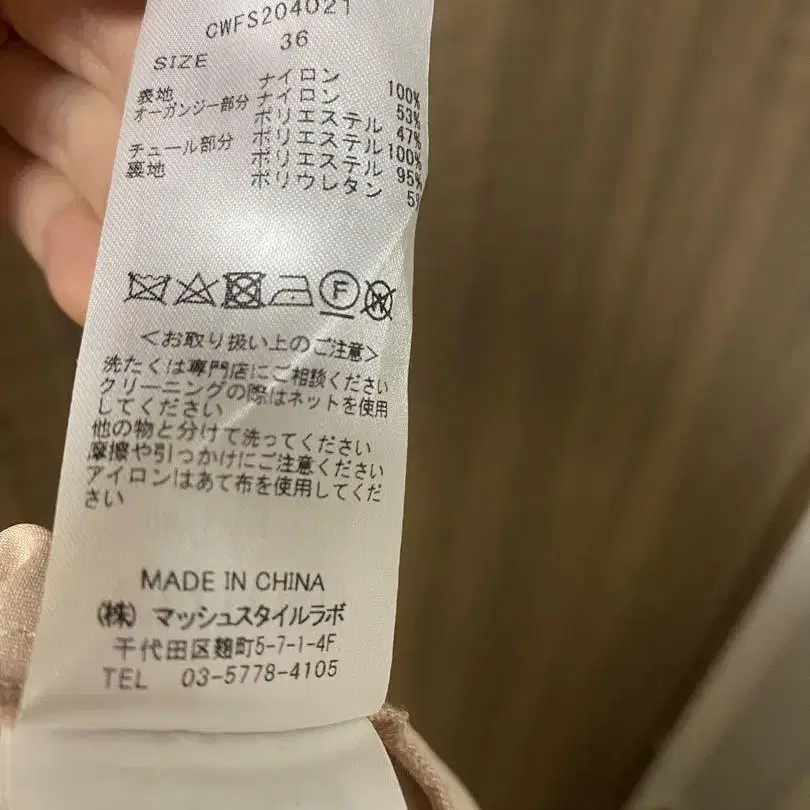 CWFS204021
SIZE 36
表地 ナイロン 100%
オーガンジー部分 ナイロン 53%
ポリエステル 47%
チュール部分 ポリエステル 100%
裏地 ポリエステル 95%
ポリウレタン 5%
F
<お取り扱い上のご注意>
洗たくは専門店にご相談ください
クリーニングの際はネットを使用
してください
他の物と分けて洗ってください
摩擦や引っかけにご注意ください
アイロンはあて布を使用してくだ
さい
MADE IN CHINA
(株) マッシュスタイルラボ
千代田区麹町5-7-1-4F
TEL 03-5778-4105